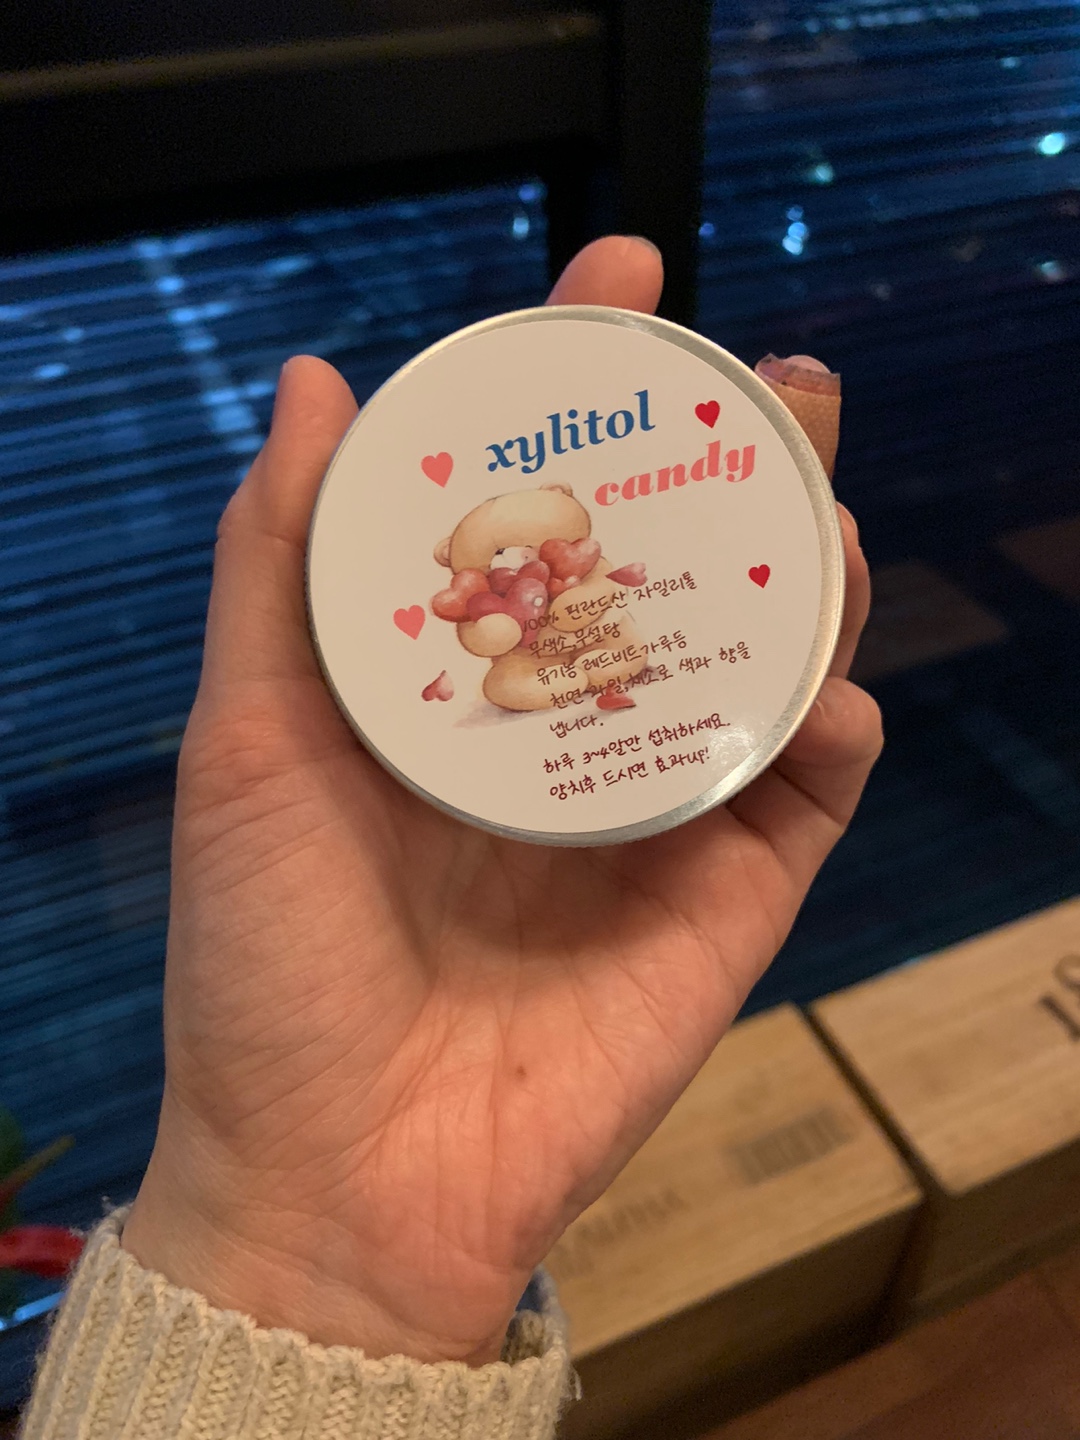 xylitol
candy
100%핀란드산 자일리톨
무색소,무설탕
유기농 레드비트가루등
천연 과일,채소로 색과 향을
냅니다.
하루 3~4알만 섭취하세요.
양치후 드시면 효과up!